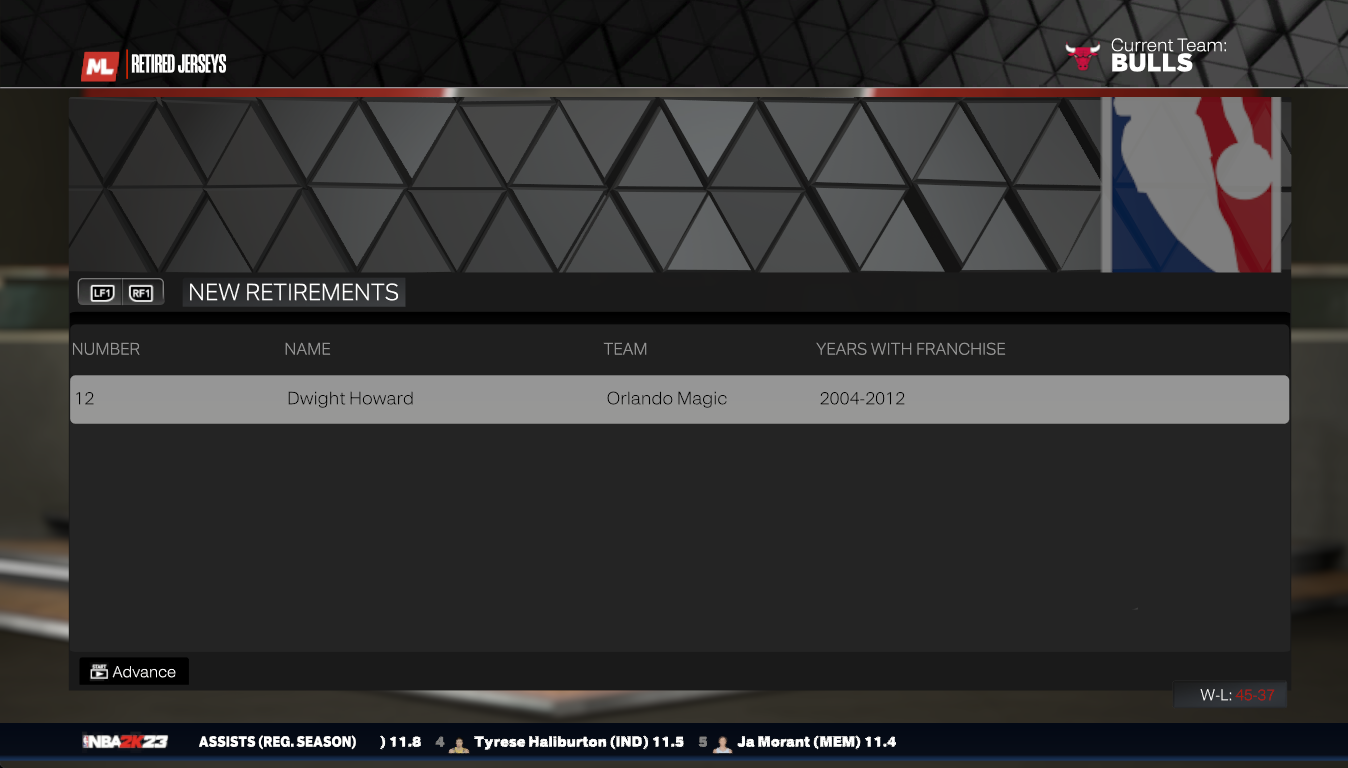 ML RETIRED JERSEYS
Current Team:
BULLS
LF1 RF1 NEW RETIREMENTS
NUMBER NAME TEAM YEARS WITH FRANCHISE
12 Dwight Howard Orlando Magic 2004-2012
START Advance
W-L: 45-37
NBA2K23 ASSISTS (REG. SEASON) ) 11.8 4 Tyrese Haliburton (IND) 11.5 5 Ja Morant (MEM) 11.4